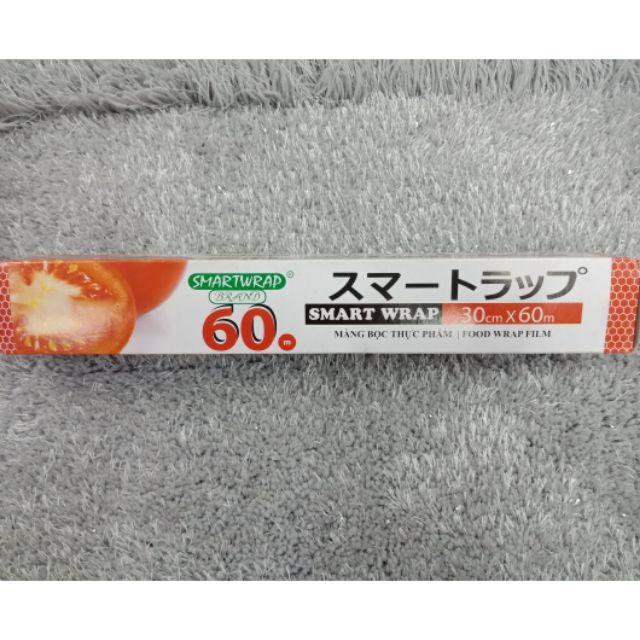 SMARTWRAP®
BRAND
60m
スマートラップ
SMART WRAP 30cm X 60m
MÀNG BỌC THỰC PHẨM | FOOD WRAP FILM